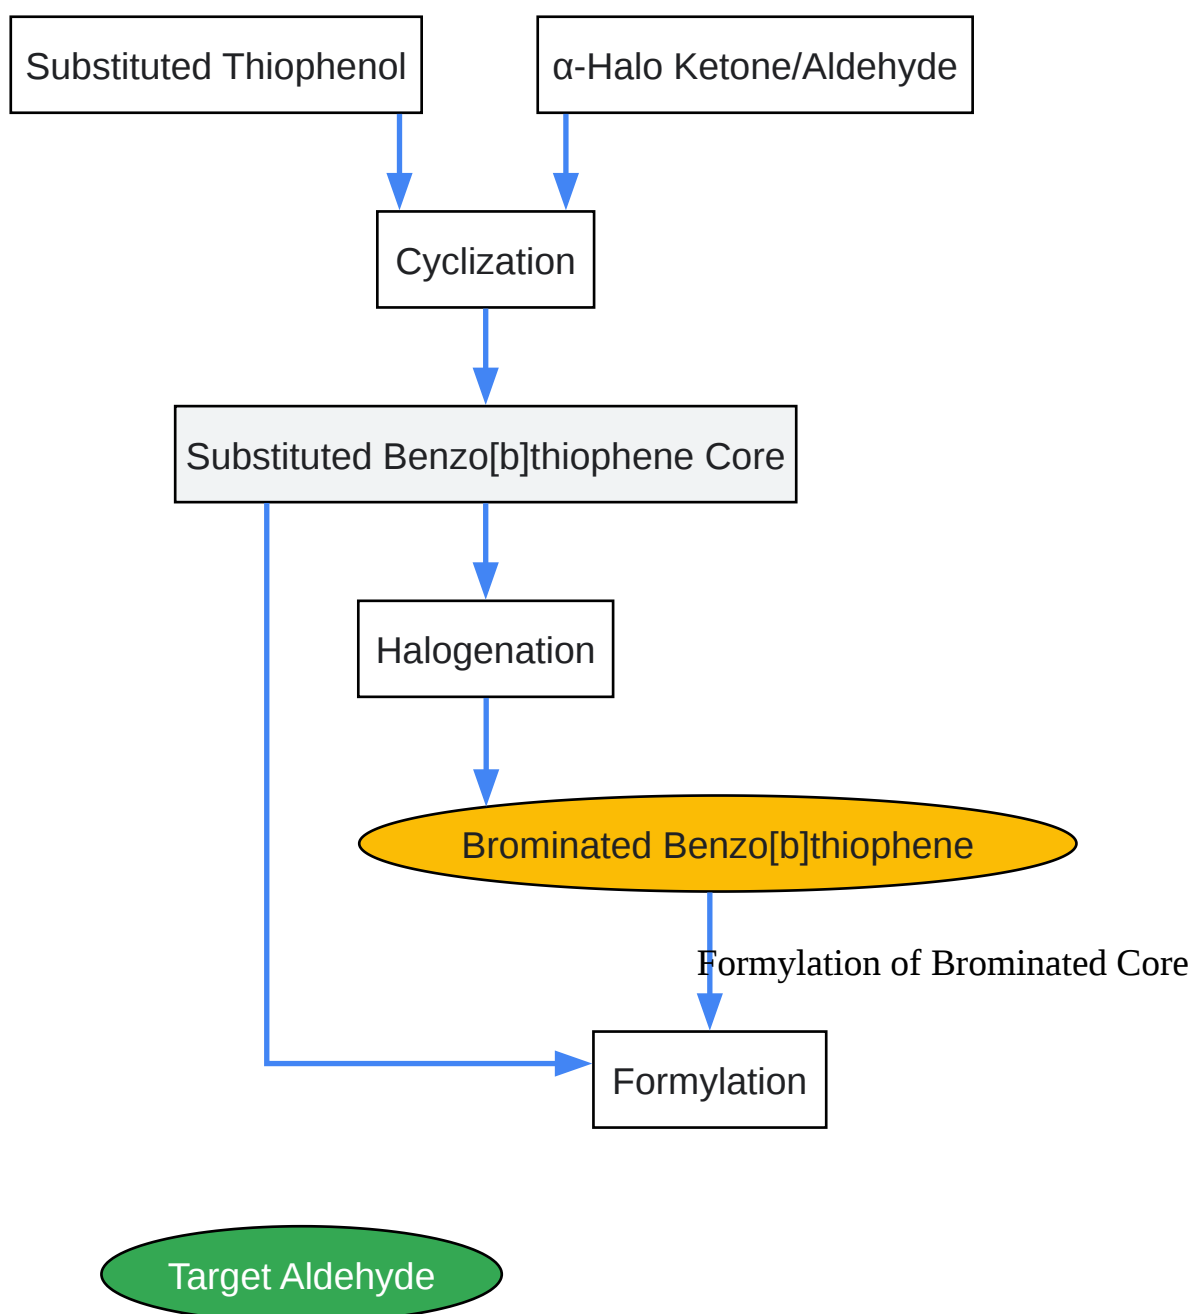 Substituted Thiophenol
α-Halo Ketone/Aldehyde
Cyclization
Substituted Benzo[b]thiophene Core
Halogenation
Brominated Benzo[b]thiophene
Formylation of Brominated Core
Formylation
Target Aldehyde